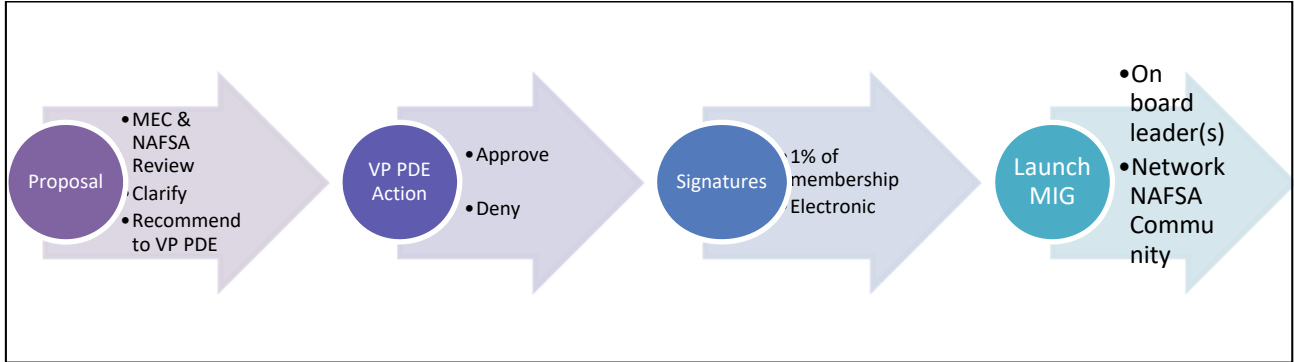 Proposal
•MEC &
NAFSA
Review
•Clarify
•Recommend
to VP PDE
VP PDE
Action
•Approve
•Deny
Signatures
•1% of
membership
•Electronic
Launch
MIG
•On
board
leader(s)
•Network
NAFSA
Commu
nity